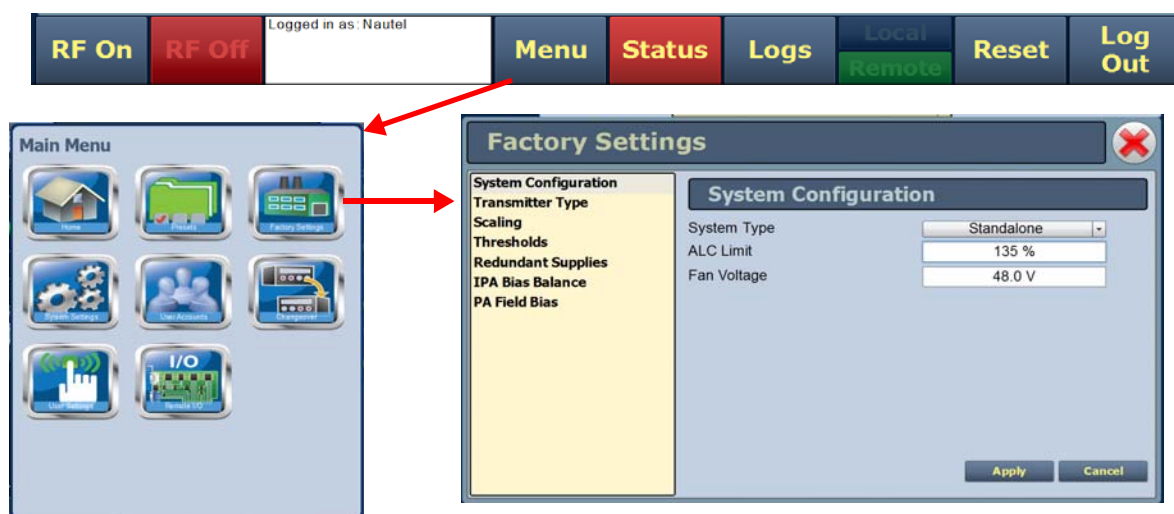 Logged in as: Nautel
RF On RF Off Menu Status Logs Local Remote Reset Log Out
Main Menu
Home Presets Factory Settings
System Settings User Accounts Changeover
User Settings Remote I/O
I/O
Factory Settings
System Configuration
Transmitter Type
Scaling
Thresholds
Redundant Supplies
IPA Bias Balance
PA Field Bias
System Configuration
System Type Standalone
ALC Limit 135 %
Fan Voltage 48.0 V
Apply Cancel